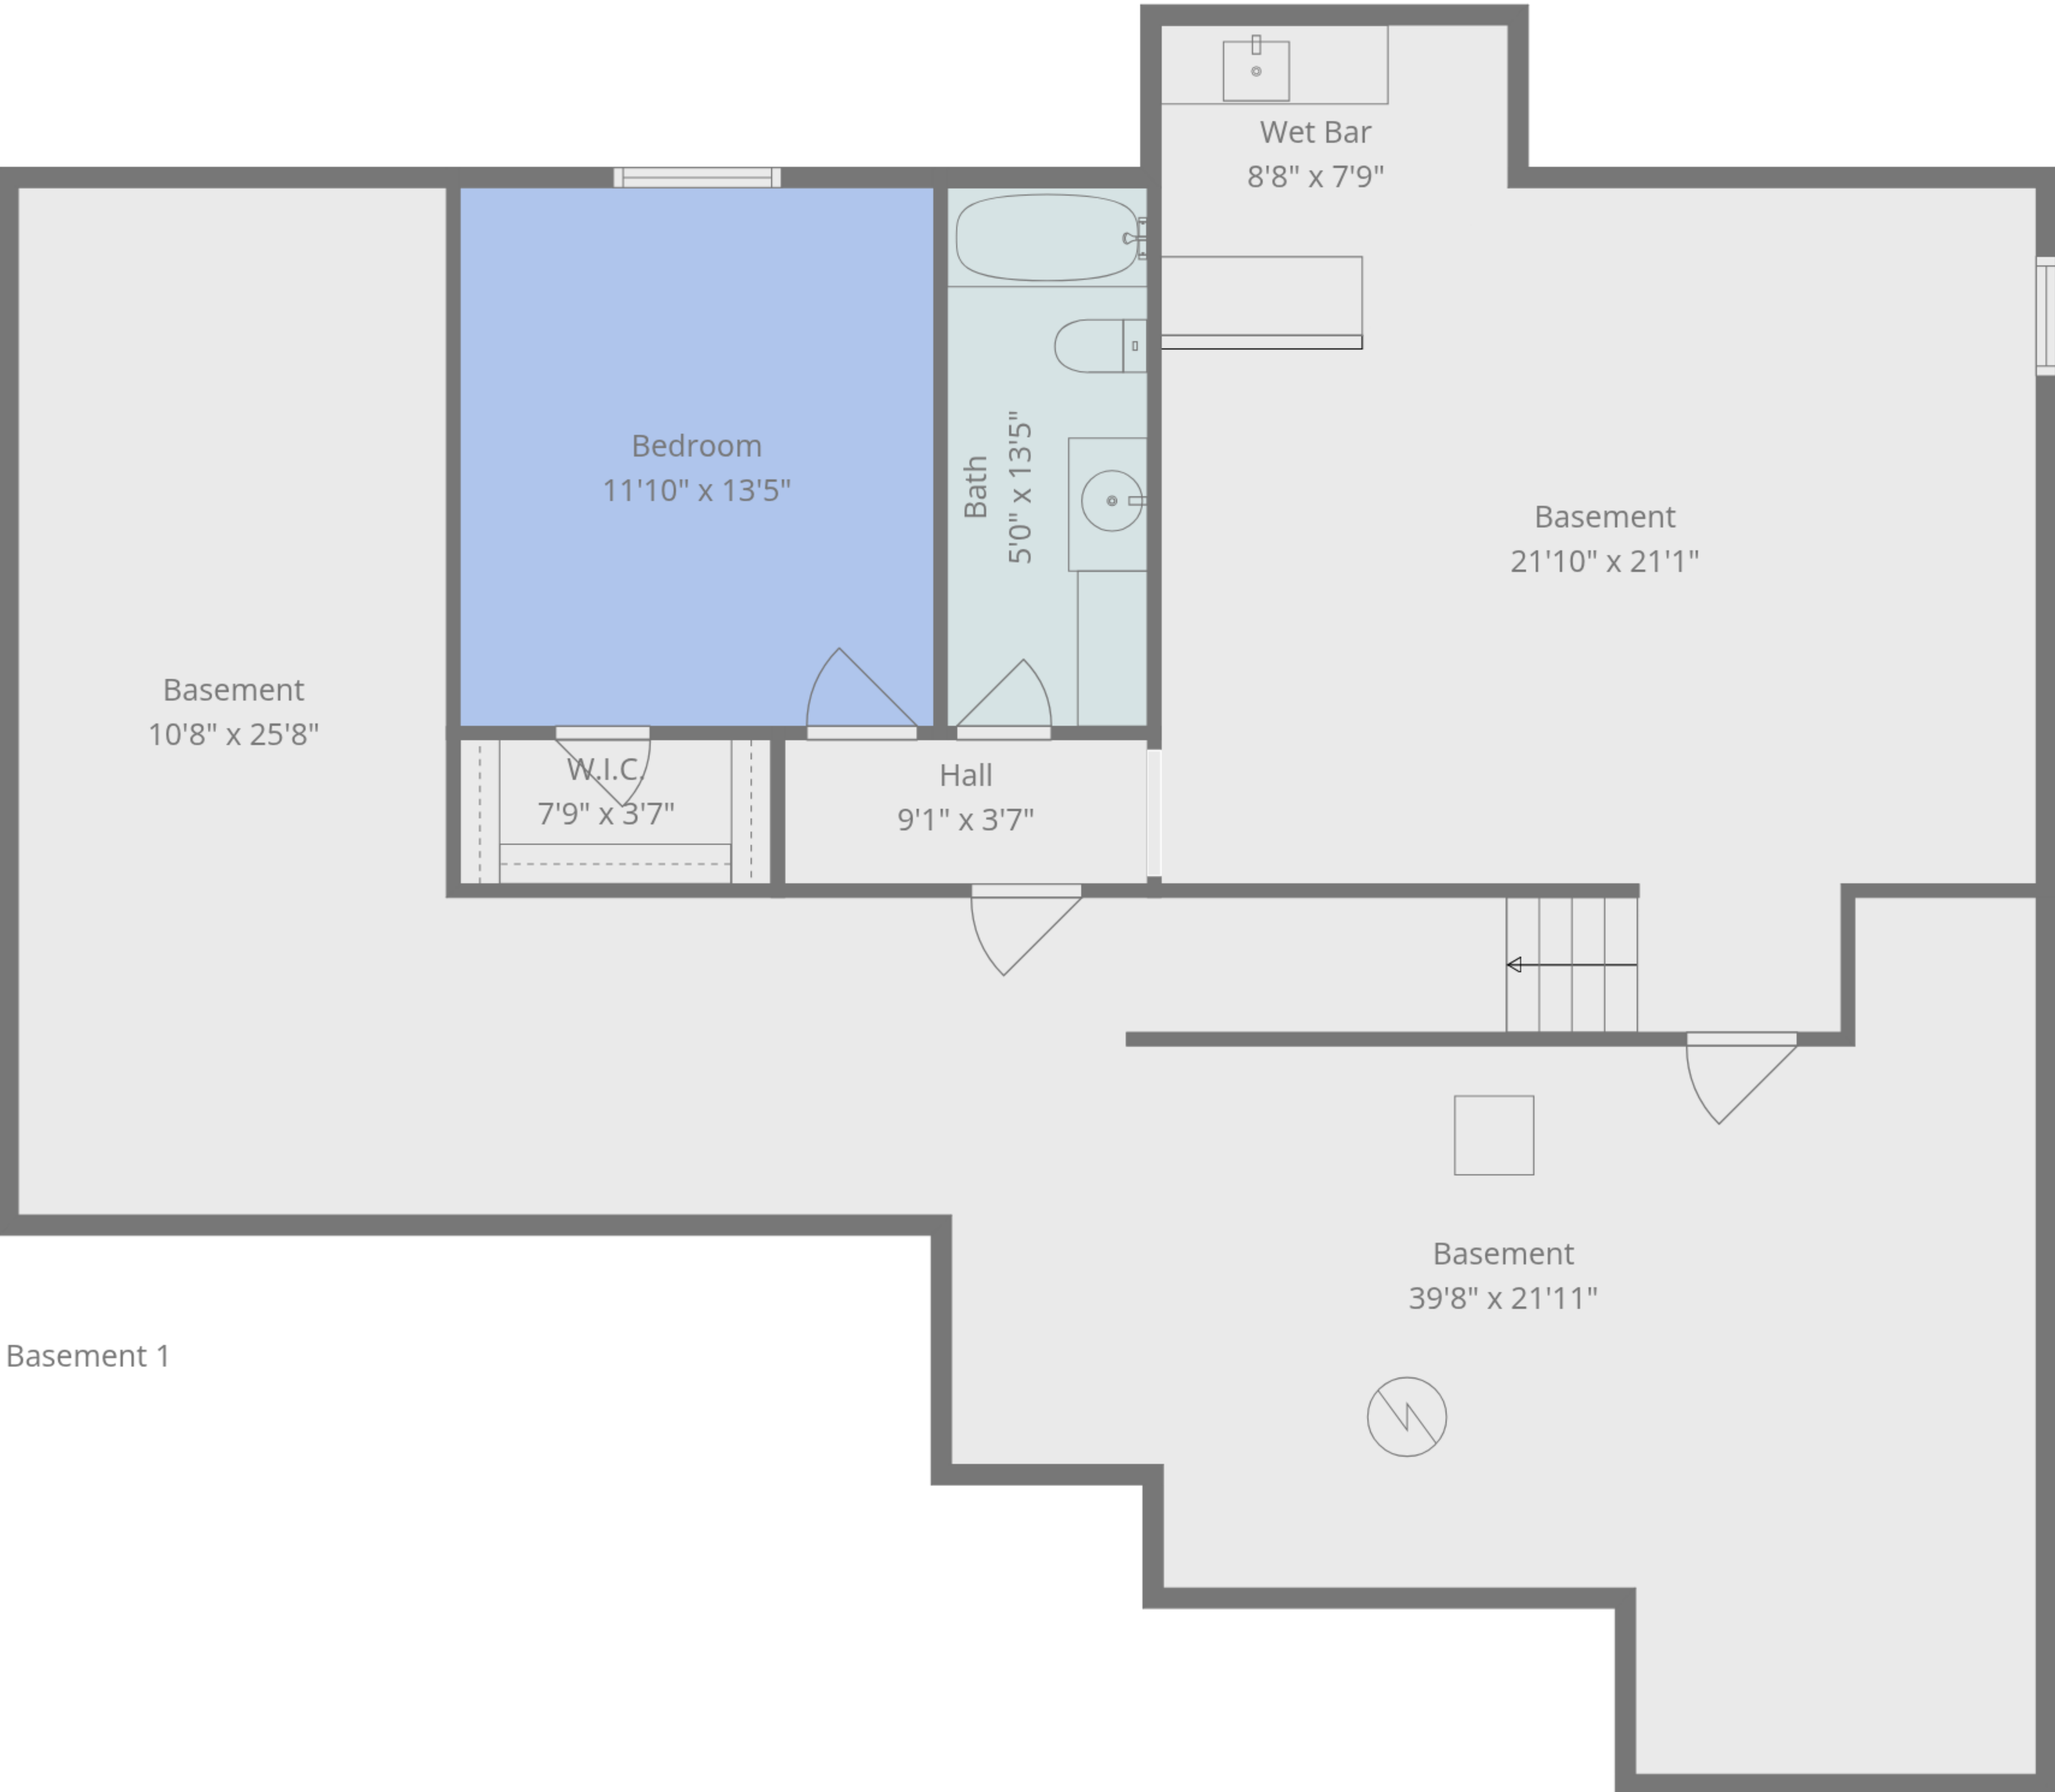 Wet Bar
8'8" x 7'9"
Bedroom
11'10" x 13'5"
Bath
5'0" x 13'5"
Basement
21'10" x 21'1"
Basement
10'8" x 25'8"
W.I.C.
7'9" x 3'7"
Hall
9'1" x 3'7"
Basement
39'8" x 21'11"
Basement 1